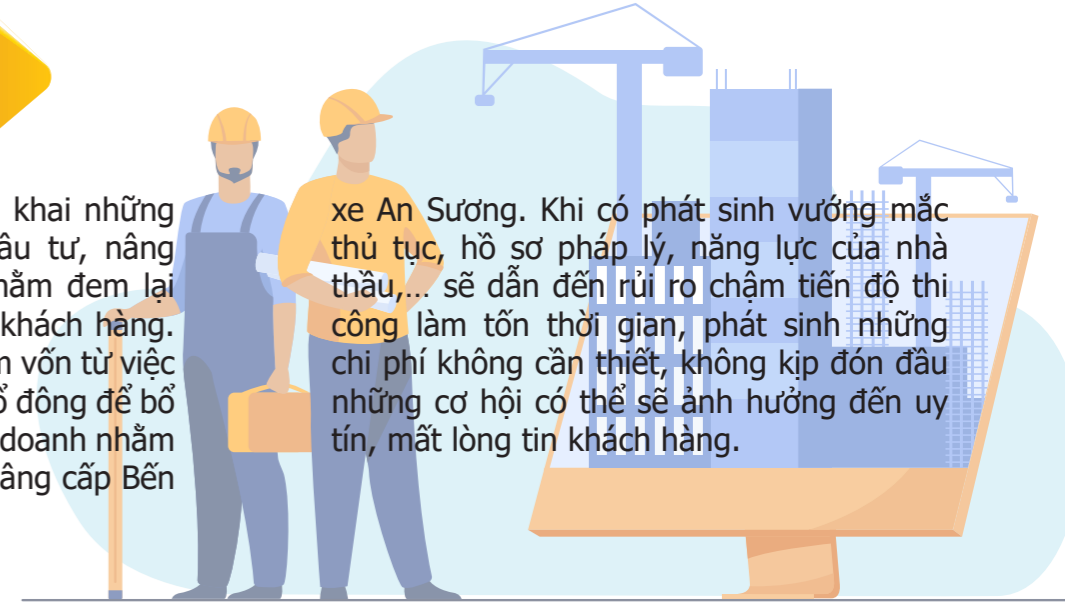 khai những
đầu tư, nâng
nhằm đem lại
khách hàng.
vốn từ việc
cổ đông để bổ
doanh nhằm
nâng cấp Bến
xe An Sương. Khi có phát sinh vướng mắc
thủ tục, hồ sơ pháp lý, năng lực của nhà
thầu,... sẽ dẫn đến rủi ro chậm tiến độ thi
công làm tốn thời gian, phát sinh những
chi phí không cần thiết, không kịp đón đầu
những cơ hội có thể sẽ ảnh hưởng đến uy
tín, mất lòng tin khách hàng.